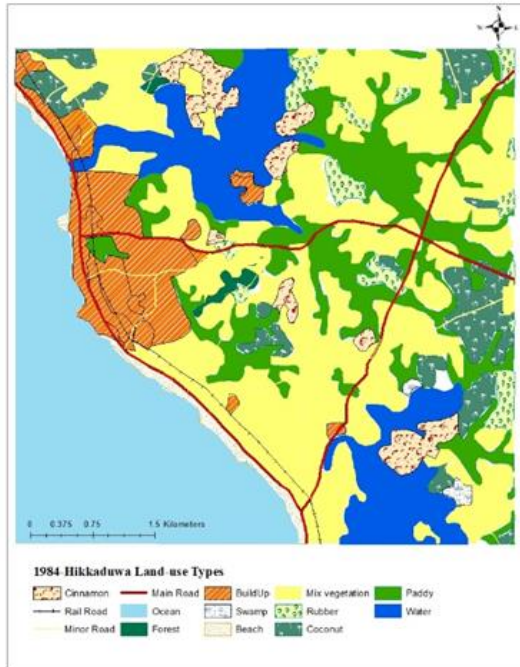 N
0 0.375 0.75 1.5 Kilometers
1984-Hikkaduwa Land-use Types
Cinnamon Main Road BuildUp Mix vegetation Paddy
Rail Road Ocean Swamp Rubber Water
Minor Road Forest Beach Coconut